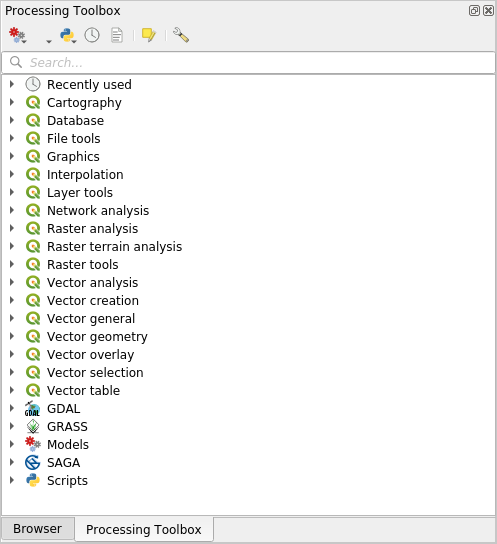 Processing Toolbox
Search...
Recently used
Cartography
Database
File tools
Graphics
Interpolation
Layer tools
Network analysis
Raster analysis
Raster terrain analysis
Raster tools
Vector analysis
Vector creation
Vector general
Vector geometry
Vector overlay
Vector selection
Vector table
GDAL GDAL
GRASS
Models
SAGA
Scripts
Browser Processing Toolbox